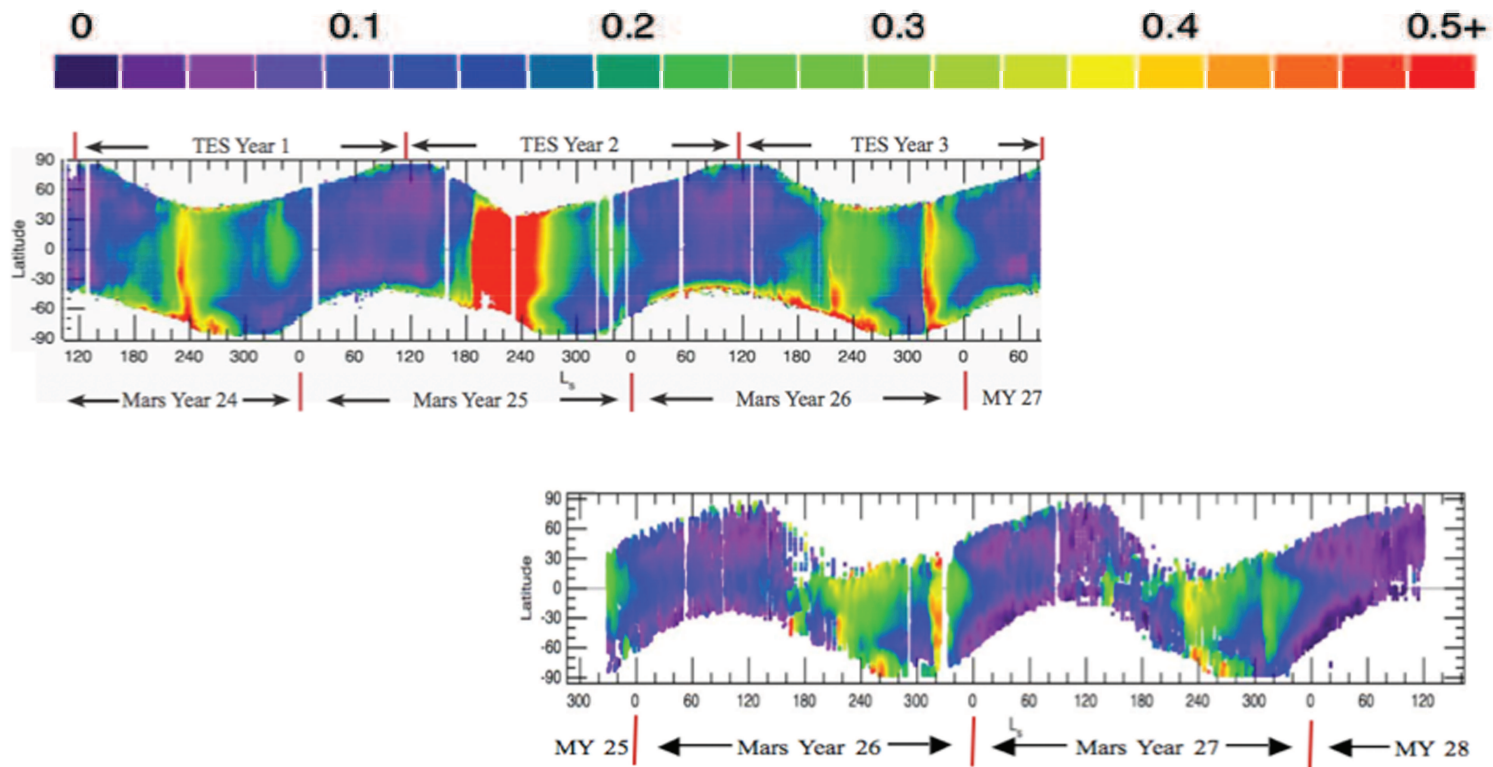 0 0.1 0.2 0.3 0.4 0.5+
TES Year 1 TES Year 2 TES Year 3
90
60
30
0
-30
-60
-90
Latitude
120 180 240 300 0 60 120 180 240 300 0 60 120 180 240 300 0 60
Ls
Mars Year 24 Mars Year 25 Mars Year 26 MY 27
90
60
30
0
-30
-60
-90
Latitude
300 0 60 120 180 240 300 0 60 120 180 240 300 0 60 120
Ls
MY 25 Mars Year 26 Mars Year 27 MY 28